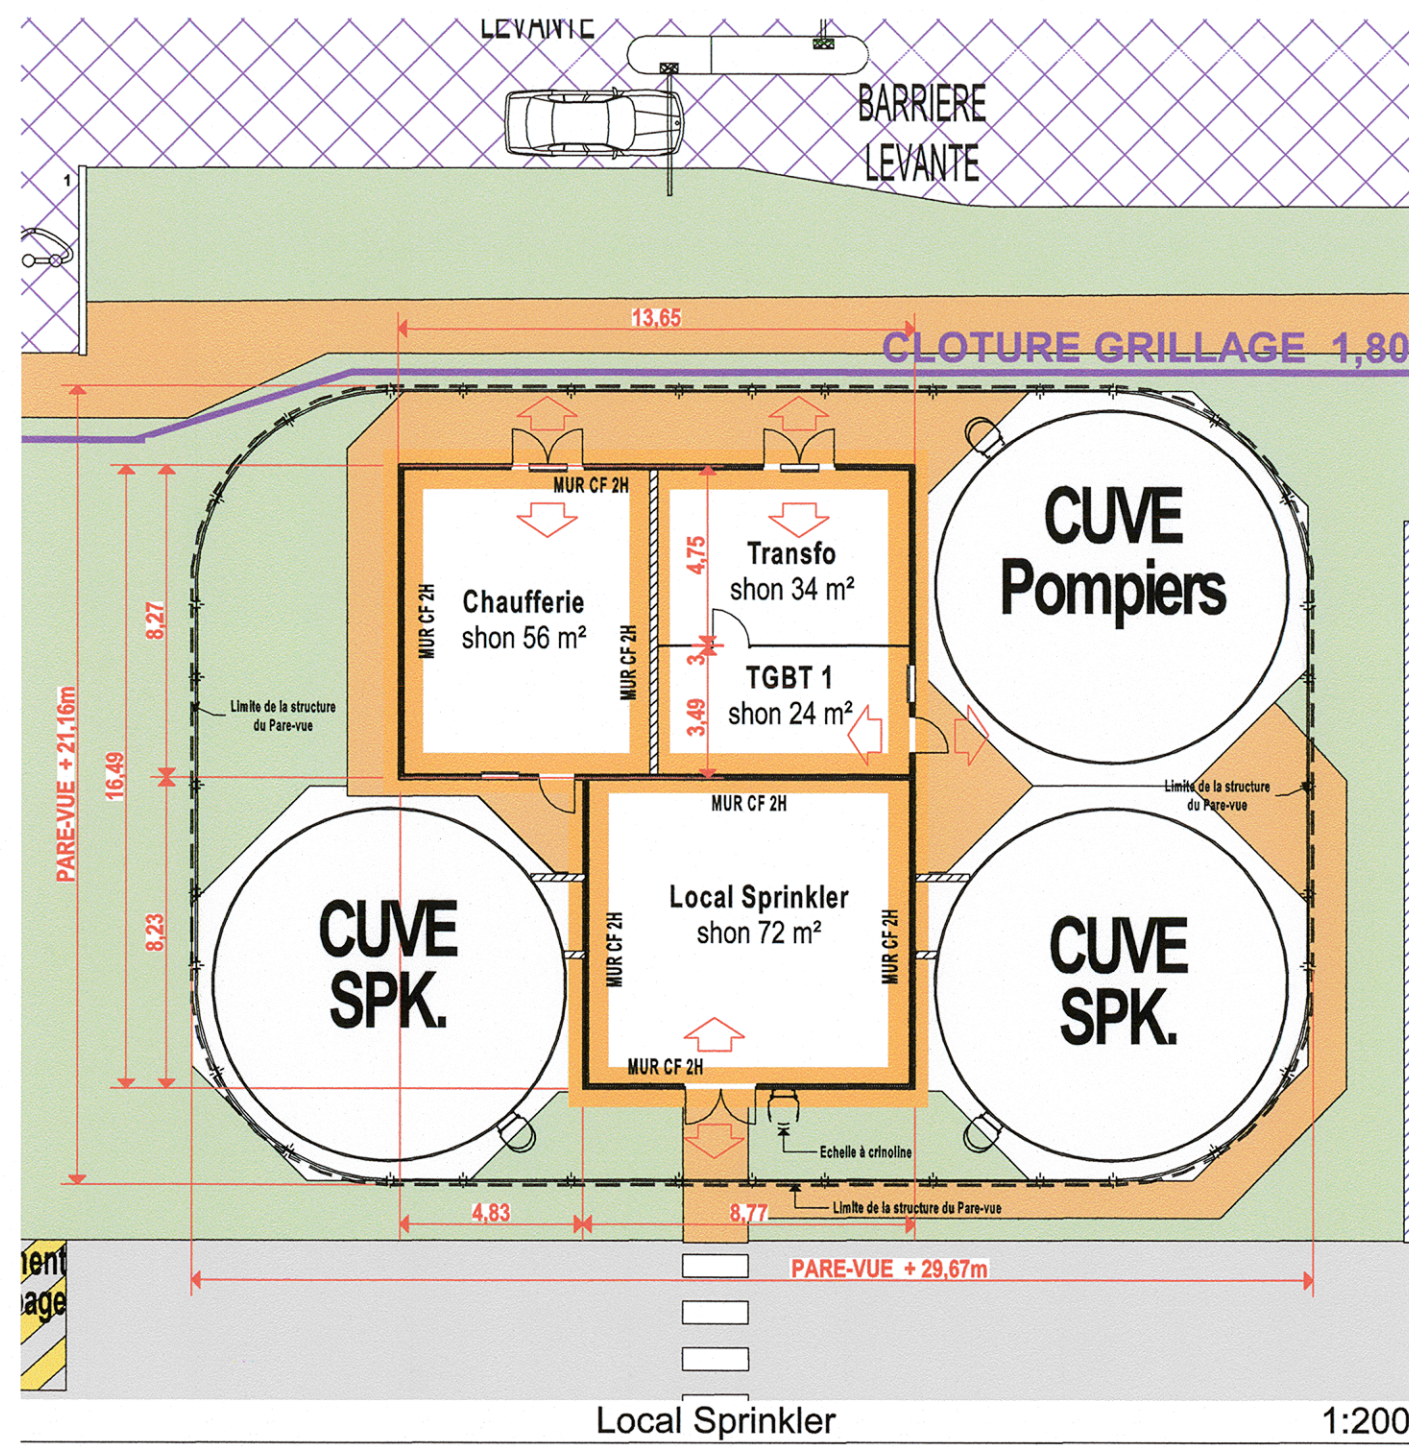 LEVANTE
BARRIERE
LEVANTE
1
13,65
CLOTURE GRILLAGE 1,80
MUR CF 2H
CUVE
Pompiers
Transfo
shon 34 m²
4,75
Chaufferie
shon 56 m²
MUR CF 2H
MUR CF 2H
8,27
3
TGBT 1
shon 24 m²
3,49
Limite de la structure
du Pare-vue
PARE-VUE + 21,16m
16,49
Limite de la structure
du Pare-vue
MUR CF 2H
Local Sprinkler
shon 72 m²
MUR CF 2H
MUR CF 2H
8,23
CUVE
SPK.
CUVE
SPK.
MUR CF 2H
Echelle à crinoline
Limite de la structure du Pare-vue
4,83
8,77
PARE-VUE + 29,67m
Local Sprinkler
1:200